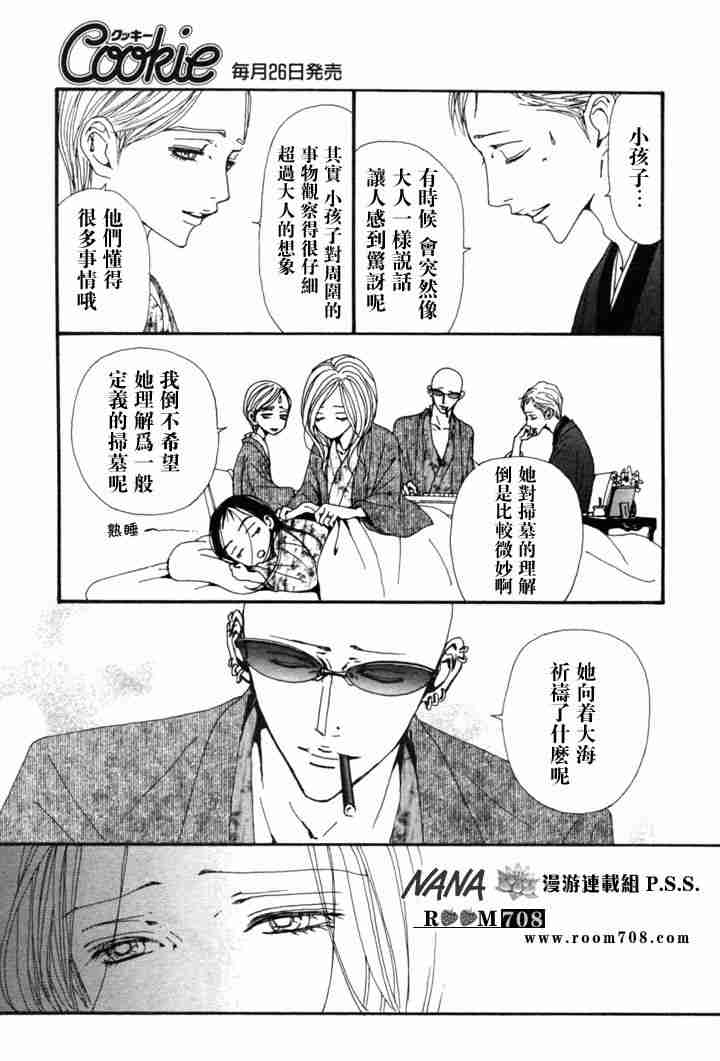 クッキー
Cookie
毎月26日発売
小孩子…
有時候 會突然像
大人一様説話
讓人感到驚訝呢
其實 小孩子對周圍的
事物觀察得很仔細
超過大人的想象
他們懂得
很多事情哦
她對掃墓的理解
倒是比較微妙啊
我倒不希望
她理解爲一般
定義的掃墓呢
熟睡
她向着大海
祈禱了什麽呢
NANA 漫游連載組 P.S.S.
ROOM 708
www.room708.com